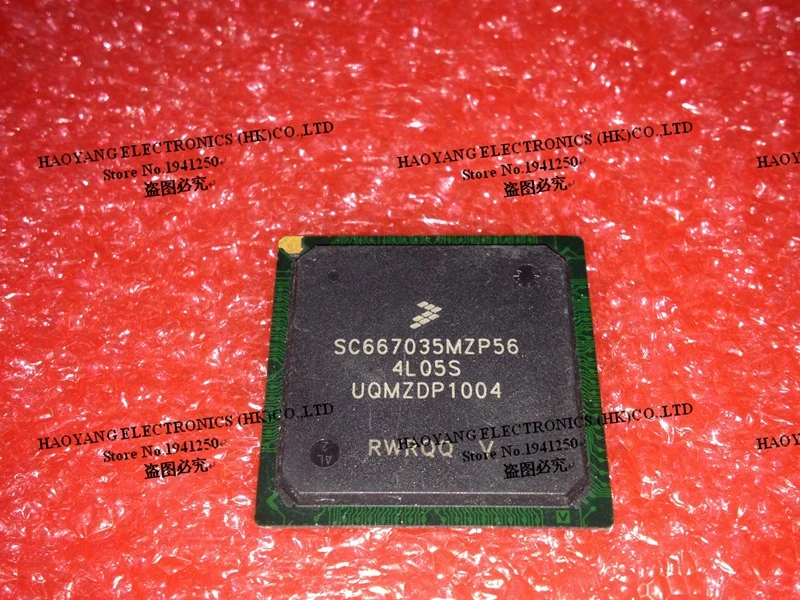 HAOYANG ELECTRONICS (HK)CO.,LTD
Store No.1941250
盗图必究
HAOYANG ELECTRONICS (HK)CO.,LTD
Store No.1941250
盗图必究
HA
SC667035MZP56
4L05S
UQMZDP1004
RWRQQ V
HAOYANG ELECTRONICS (HK)CO.,LTD
Store No.1941250
盗图必究
HAOYANG ELECTRONICS (HK)CO.,LTD
Store No.1941250
盗图必究
HA